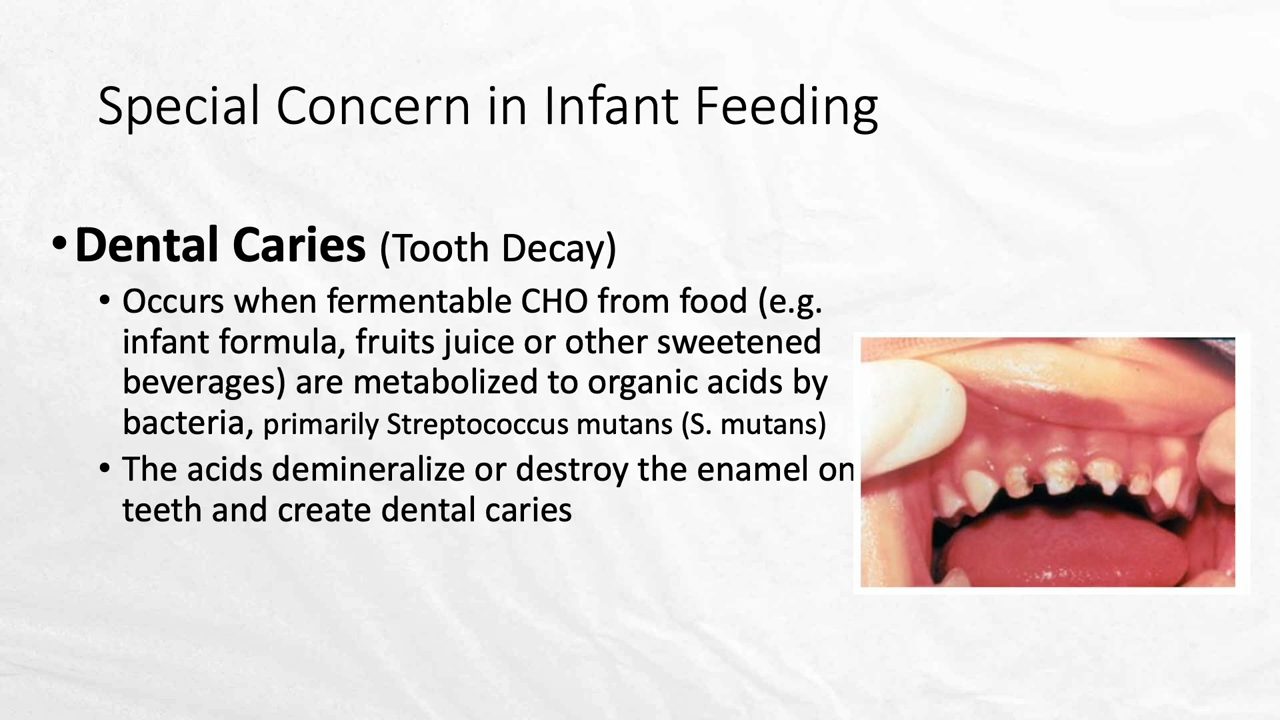 Special Concern in Infant Feeding
•Dental Caries (Tooth Decay)
• Occurs when fermentable CHO from food (e.g.
infant formula, fruits juice or other sweetened
beverages) are metabolized to organic acids by
bacteria, primarily Streptococcus mutans (S. mutans)
• The acids demineralize or destroy the enamel on
teeth and create dental caries